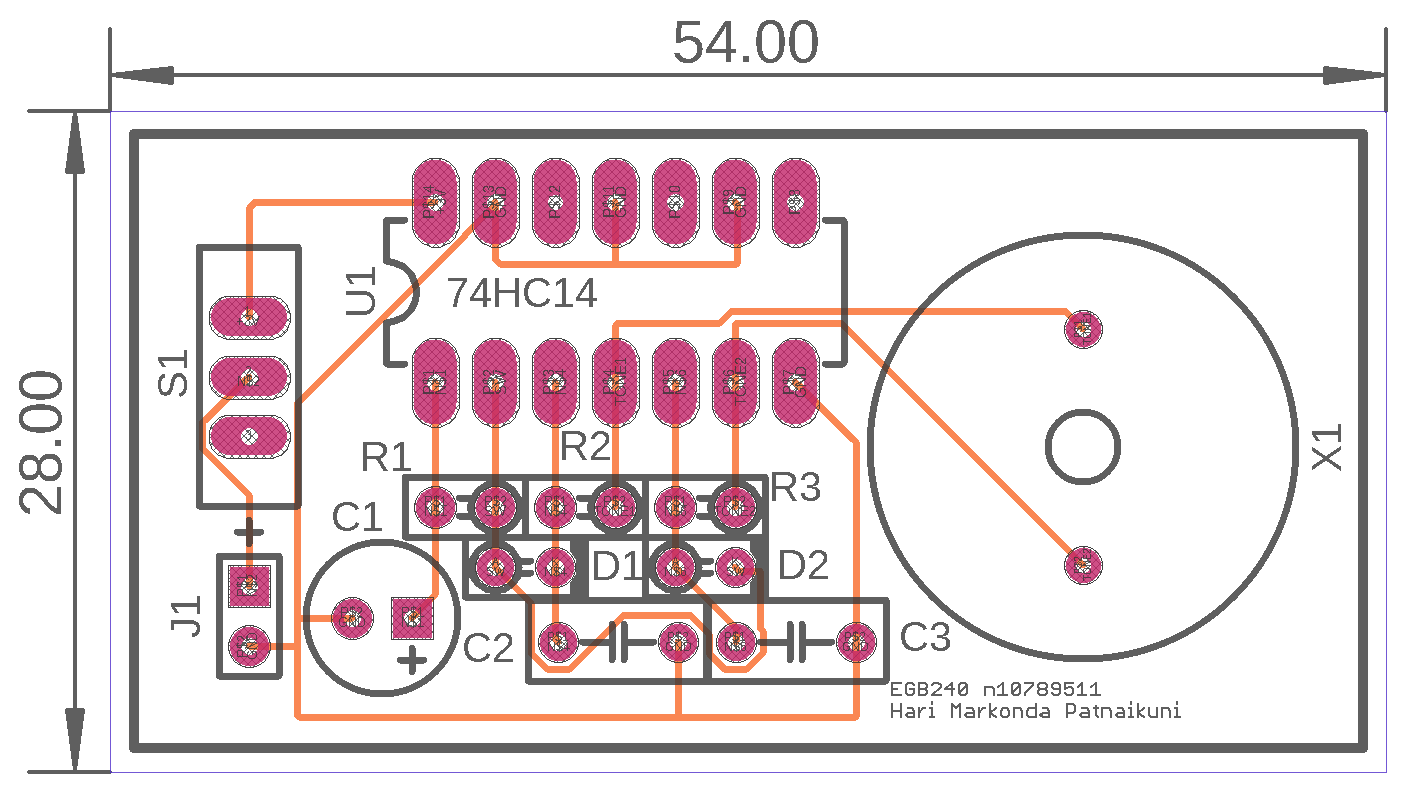 54.00
28.00
U1
74HC14
S1
R1
R2
R3
C1
D1
D2
X1
J1
C2
C3
EGB240 n10789511
Hari Markonda Patnaikuni